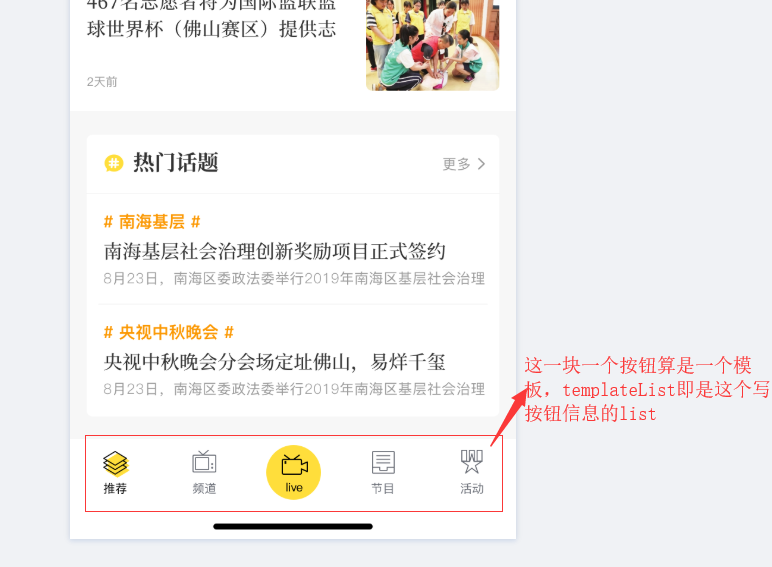 467名志愿者将为国际篮联篮
球世界杯（佛山赛区）提供志
2天前
# 热门话题
更多
# 南海基层 #
南海基层社会治理创新奖励项目正式签约
8月23日，南海区委政法委举行2019年南海区基层社会治理
# 央视中秋晚会 #
央视中秋晚会分会场定址佛山，易烊千玺
8月23日，南海区委政法委举行2019年南海区基层社会治理
这一块一个按钮算是一个模
板，templateList即是这个写
按钮信息的list
推荐
频道
live
节目
活动